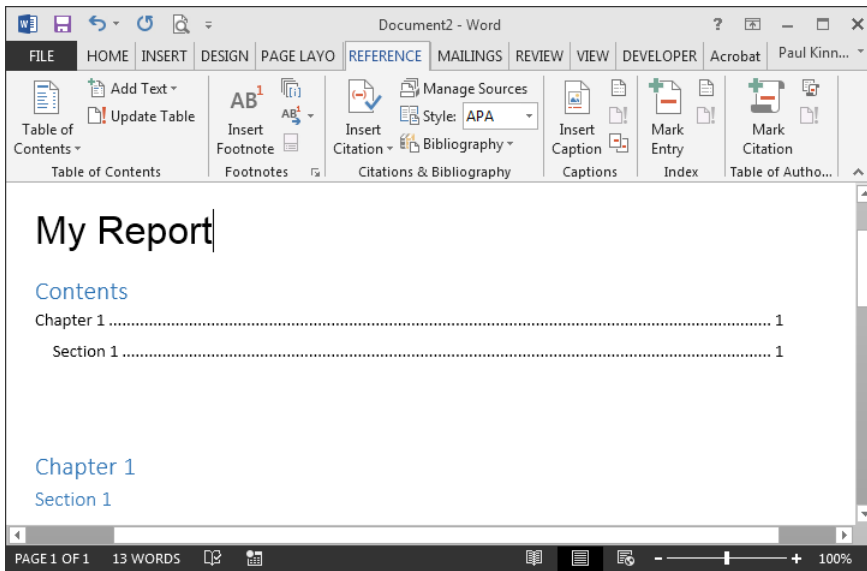 Document2 - Word
FILE HOME INSERT DESIGN PAGE LAYO REFERENCE MAILINGS REVIEW VIEW DEVELOPER Acrobat Paul Kinn...
Table of Contents
Add Text
Update Table
Table of Contents
AB1
Insert Footnote
AB1
Footnotes
Insert Citation
Manage Sources
Style: APA
Bibliography
Citations & Bibliography
Insert Caption
Captions
Mark Entry
Index
Mark Citation
Table of Autho...
My Report
Contents
Chapter 1 ........ 1
Section 1 ........ 1
Chapter 1
Section 1
PAGE 1 OF 1 13 WORDS 100%